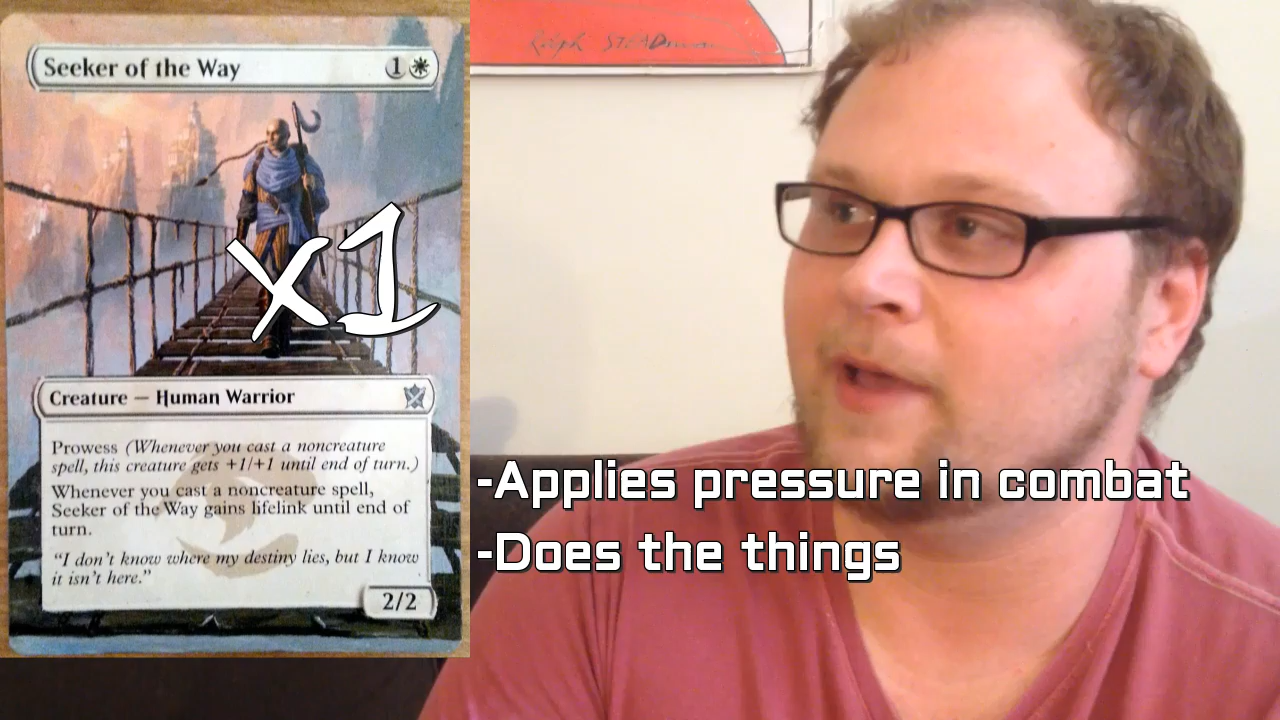 Seeker of the Way 1
x1
Creature — Human Warrior
Prowess (Whenever you cast a noncreature
spell, this creature gets +1/+1 until end of turn.)
Whenever you cast a noncreature spell,
Seeker of the Way gains lifelink until end of
turn.
"I don't know where my destiny lies, but I know
it isn't here."
2/2
Ralph STEADman
-Applies pressure in combat
-Does the things